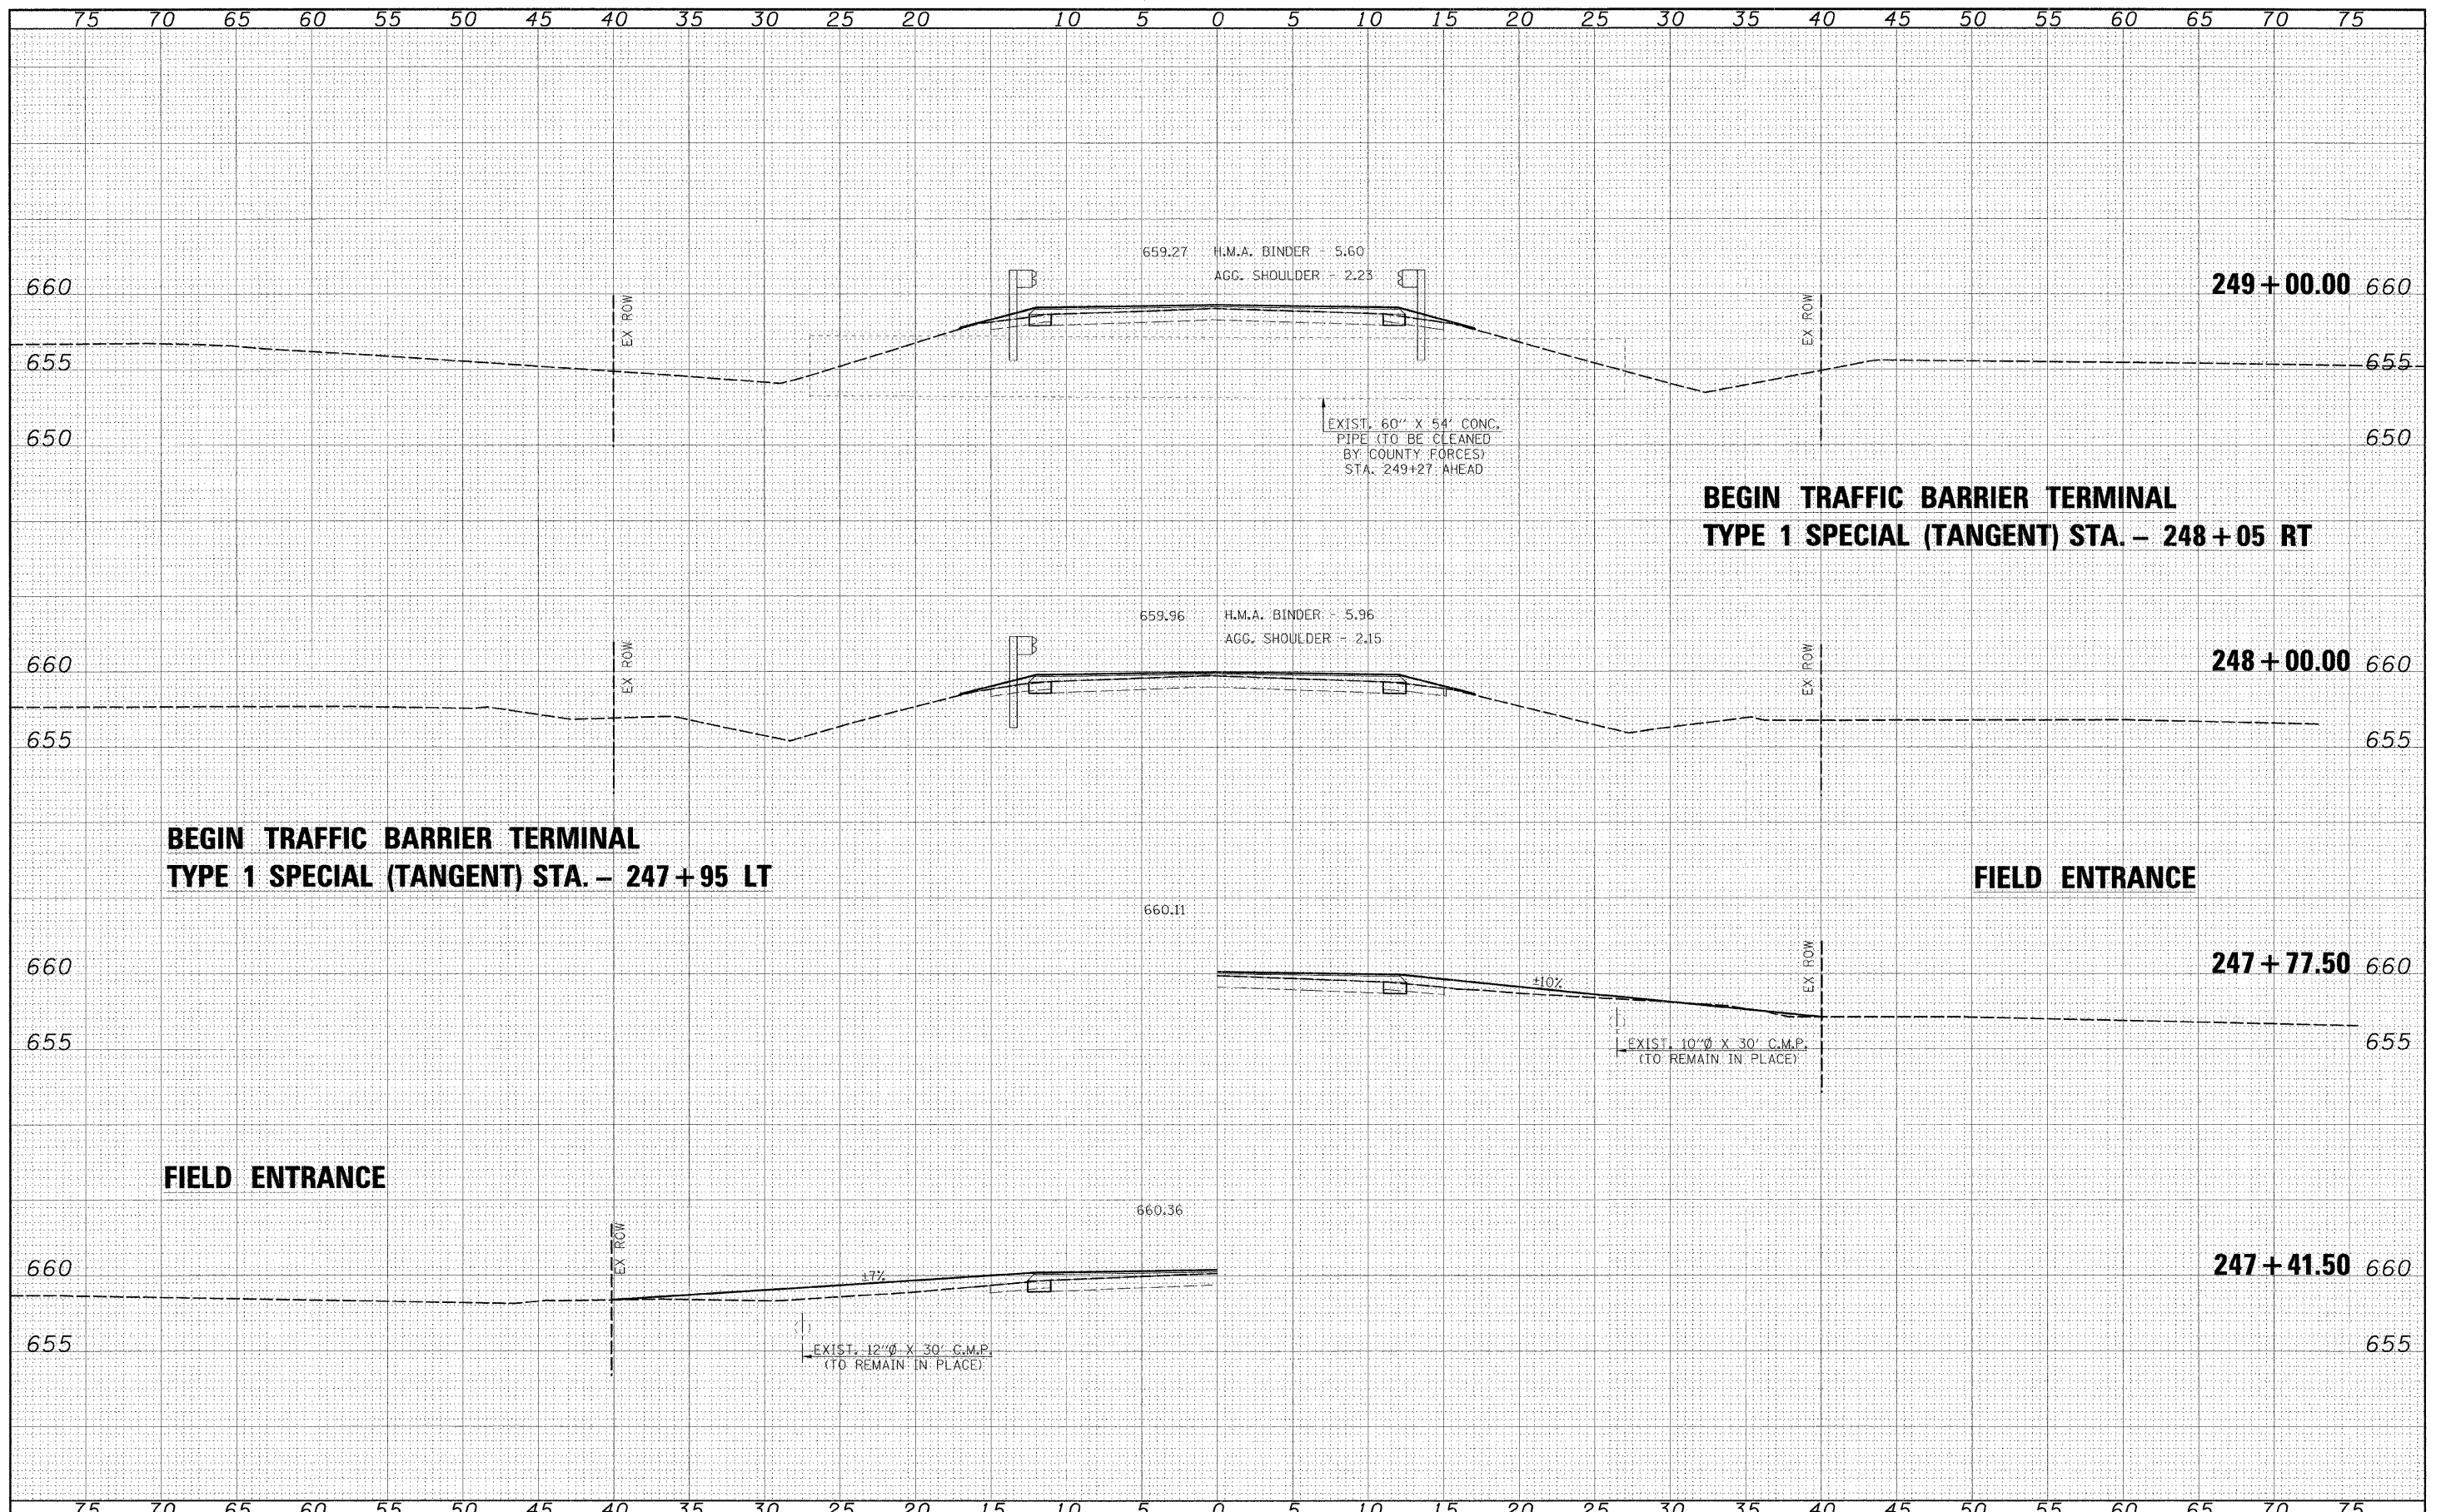 75 70 65 60 55 50 45 40 35 30 25 20 15 10 5 0 5 10 15 20 25 30 35 40 45 50 55 60 65 70 75
659.27 H.M.A. BINDER - 5.60
AGG. SHOULDER - 2.23
660 EX ROW EX ROW 249+00.00 660
655 655
650 650
EXIST. 60" X 54' CONC.
PIPE (TO BE CLEANED
BY COUNTY FORCES)
STA. 249+27 AHEAD
BEGIN TRAFFIC BARRIER TERMINAL
TYPE 1 SPECIAL (TANGENT) STA. – 248+05 RT
659.96 H.M.A. BINDER - 5.96
AGG. SHOULDER - 2.15
660 EX ROW EX ROW 248+00.00 660
655 655
BEGIN TRAFFIC BARRIER TERMINAL
TYPE 1 SPECIAL (TANGENT) STA. – 247+95 LT
FIELD ENTRANCE
660.11
660 EX ROW 247+77.50 660
±10%
655 655
EXIST. 10"Ø X 30' C.M.P.
(TO REMAIN IN PLACE)
FIELD ENTRANCE
660.36
660 EX ROW 247+41.50 660
±7%
655 655
EXIST. 12"Ø X 30' C.M.P.
(TO REMAIN IN PLACE)
75 70 65 60 55 50 45 40 35 30 25 20 15 10 5 0 5 10 15 20 25 30 35 40 45 50 55 60 65 70 75